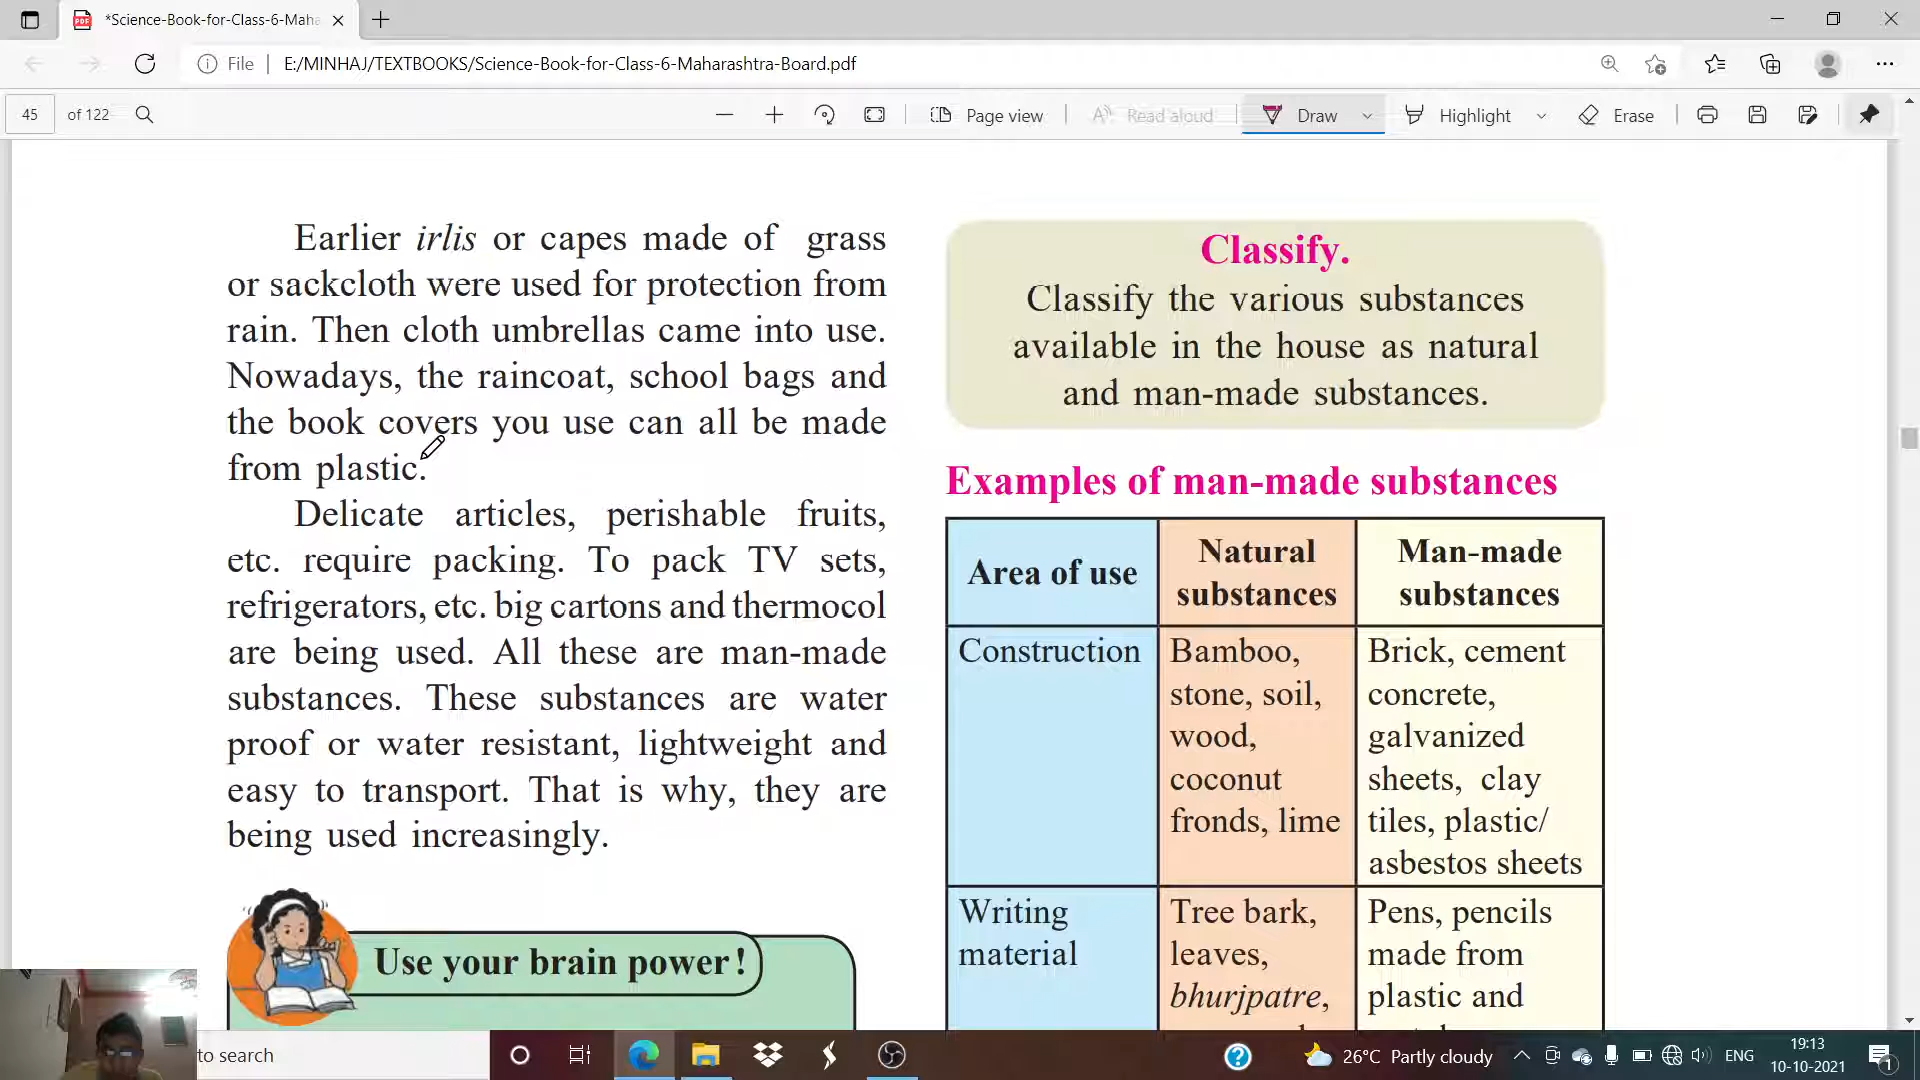 *Science-Book-for-Class-6-Maha
File
E:/MINHAJ/TEXTBOOKS/Science-Book-for-Class-6-Maharashtra-Board.pdf
45 of 122
Page view
Read aloud
Draw
Highlight
Erase
Earlier irlis or capes made of grass
or sackcloth were used for protection from
rain. Then cloth umbrellas came into use.
Nowadays, the raincoat, school bags and
the book covers you use can all be made
from plastic.
Delicate articles, perishable fruits,
etc. require packing. To pack TV sets,
refrigerators, etc. big cartons and thermocol
are being used. All these are man-made
substances. These substances are water
proof or water resistant, lightweight and
easy to transport. That is why, they are
being used increasingly.
Use your brain power!
Classify.
Classify the various substances
available in the house as natural
and man-made substances.
Examples of man-made substances
Area of use
Natural
substances
Man-made
substances
Construction
Bamboo,
stone, soil,
wood,
coconut
fronds, lime
Brick, cement
concrete,
galvanized
sheets, clay
tiles, plastic/
asbestos sheets
Writing
material
Tree bark,
leaves,
bhurjpatre,
Pens, pencils
made from
plastic and
to search
26°C Partly cloudy
ENG
19:13
10-10-2021
1